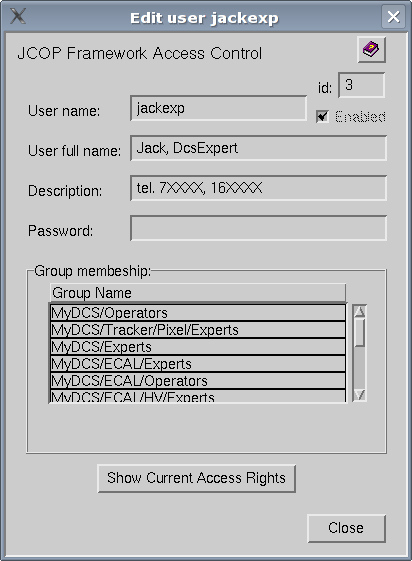 Edit user jackexp
JCOP Framework Access Control
id: 3
User name: jackexp
Enabled
User full name: Jack, DcsExpert
Description: tel. 7XXXX, 16XXXX
Password:
Group membeship:
Group Name
MyDCS/Operators
MyDCS/Tracker/Pixel/Experts
MyDCS/Experts
MyDCS/ECAL/Experts
MyDCS/ECAL/Operators
MyDCS/ECAL/HV/Experts
Show Current Access Rights
Close